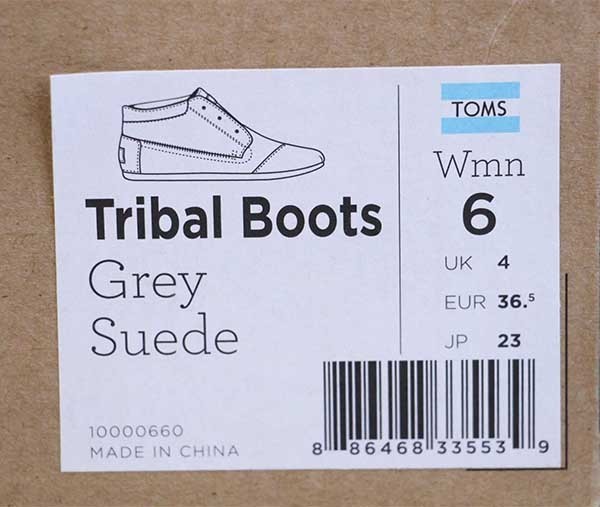 TOMS
Wmn
6
UK 4
EUR 36.⁵
JP 23
Tribal Boots
Grey
Suede
10000660
MADE IN CHINA
8 86468 33553 9